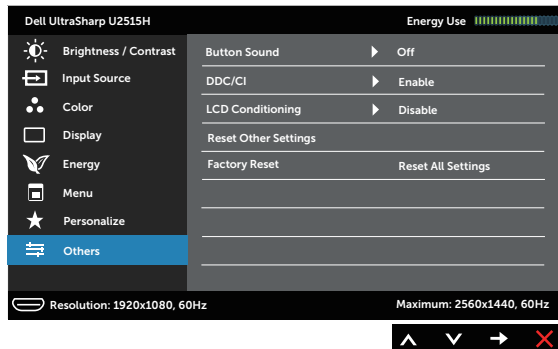 Dell UltraSharp U2515H Energy Use
Brightness / Contrast
Input Source
Color
Display
Energy
Menu
Personalize
Others
Button Sound Off
DDC/CI Enable
LCD Conditioning Disable
Reset Other Settings
Factory Reset Reset All Settings
Resolution: 1920x1080, 60Hz Maximum: 2560x1440, 60Hz